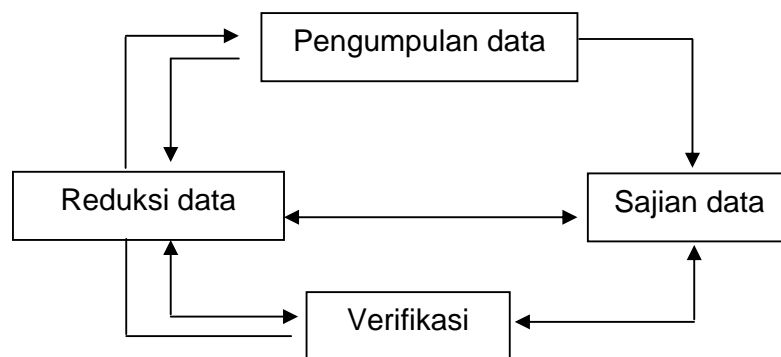 Pengumpulan data
Reduksi data
Sajian data
Verifikasi